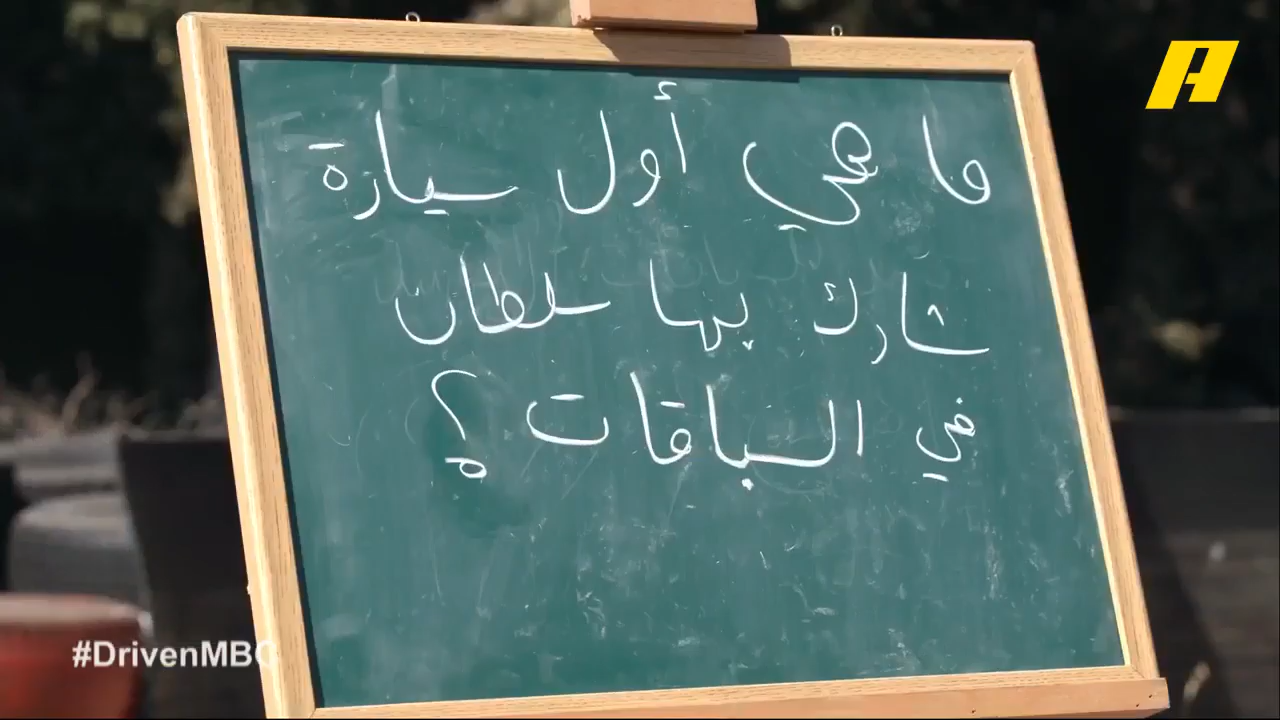 ما هي أول سيارة
شارك بها سلطان
في السباقات ؟
#DrivenMBC